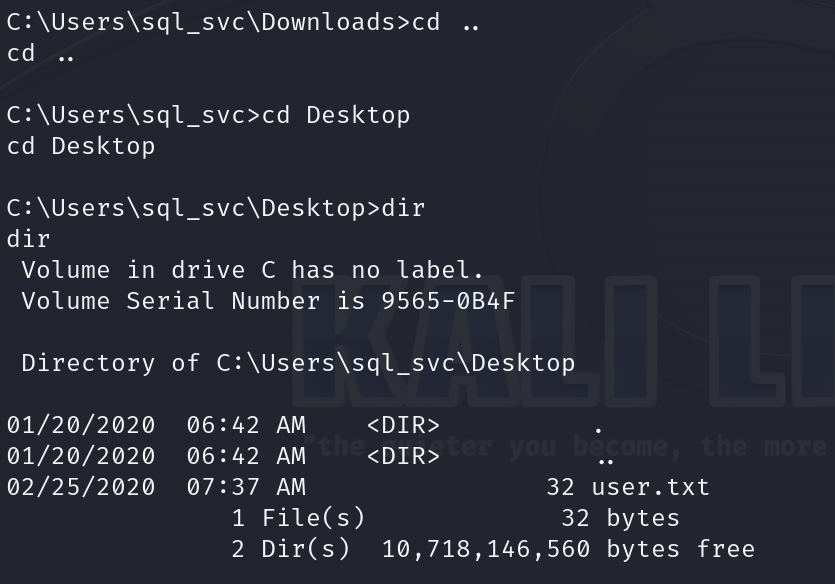 C:\Users\sql_svc\Downloads>cd ..
cd ..
C:\Users\sql_svc>cd Desktop
cd Desktop
C:\Users\sql_svc\Desktop>dir
dir
Volume in drive C has no label.
Volume Serial Number is 9565-0B4F
KALI LI
Directory of C:\Users\sql_svc\Desktop
01/20/2020 06:42 AM <DIR> .
"the quieter you become, the more
01/20/2020 06:42 AM <DIR> ..
02/25/2020 07:37 AM 32 user.txt
1 File(s) 32 bytes
2 Dir(s) 10,718,146,560 bytes free